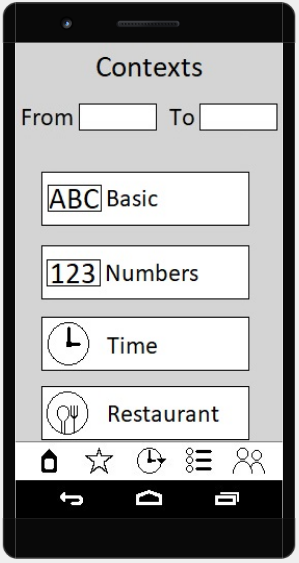 Contexts
From To
ABC Basic
123 Numbers
Time
Restaurant